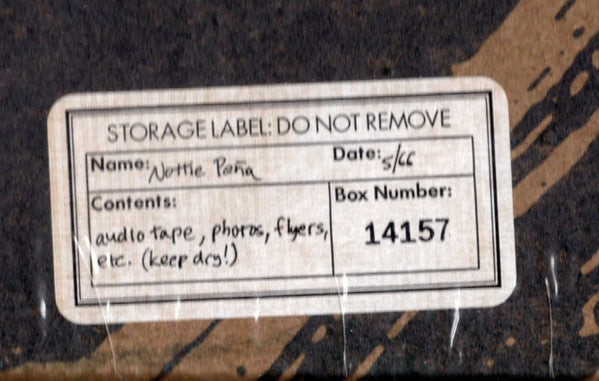 STORAGE LABEL: DO NOT REMOVE
Name: Nottie Peña Date: 5/66
Contents: Box Number:
audio tape, photos, flyers, 14157
etc. (keep dry!)